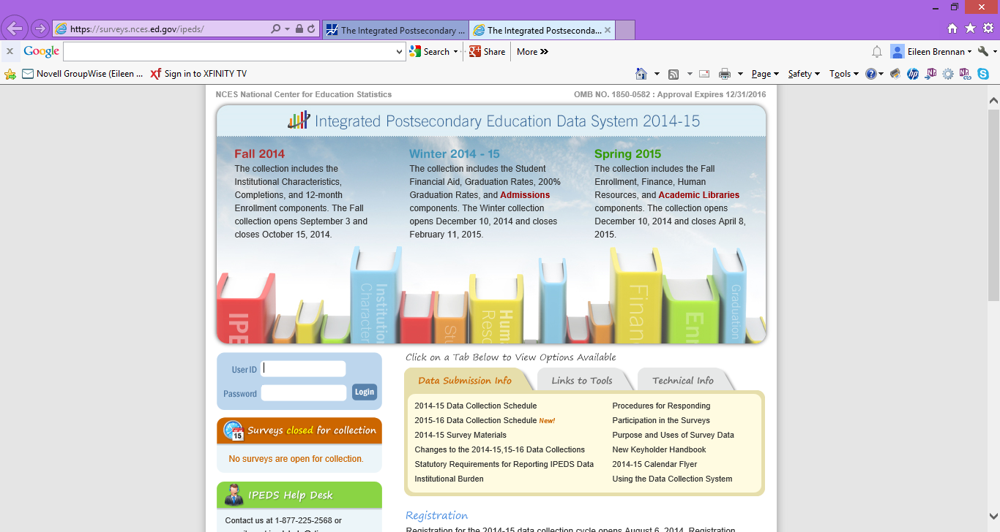 https://surveys.nces.ed.gov/ipeds/
The Integrated Postsecondary ...
The Integrated Postseconda...
x Google Search Share More »
Eileen Brennan
Novell GroupWise (Eileen ...
Sign in to XFINITY TV
Page Safety Tools
NCES National Center for Education Statistics
OMB NO. 1850-0582 : Approval Expires 12/31/2016
Integrated Postsecondary Education Data System 2014-15
Fall 2014
The collection includes the
Institutional Characteristics,
Completions, and 12-month
Enrollment components. The Fall
collection opens September 3 and
closes October 15, 2014.
Winter 2014 - 15
The collection includes the Student
Financial Aid, Graduation Rates, 200%
Graduation Rates, and Admissions
components. The Winter collection
opens December 10, 2014 and closes
February 11, 2015.
Spring 2015
The collection includes the Fall
Enrollment, Finance, Human
Resources, and Academic Libraries
components. The collection opens
December 10, 2014 and closes April 8,
2015.
IPE
Institution
Character
Stu
Hum
Reso
Finan
Enr
Graduation
User ID
Password
Login
Surveys closed for collection
No surveys are open for collection.
IPEDS Help Desk
Contact us at 1-877-225-2568 or
Click on a Tab Below to View Options Available
Data Submission Info
Links to Tools
Technical Info
2014-15 Data Collection Schedule
2015-16 Data Collection Schedule New!
2014-15 Survey Materials
Changes to the 2014-15,15-16 Data Collections
Statutory Requirements for Reporting IPEDS Data
Institutional Burden
Procedures for Responding
Participation in the Surveys
Purpose and Uses of Survey Data
New Keyholder Handbook
2014-15 Calendar Flyer
Using the Data Collection System
Registration
Registration for the 2014-15 data collection cycle opens August 6, 2014. Registration